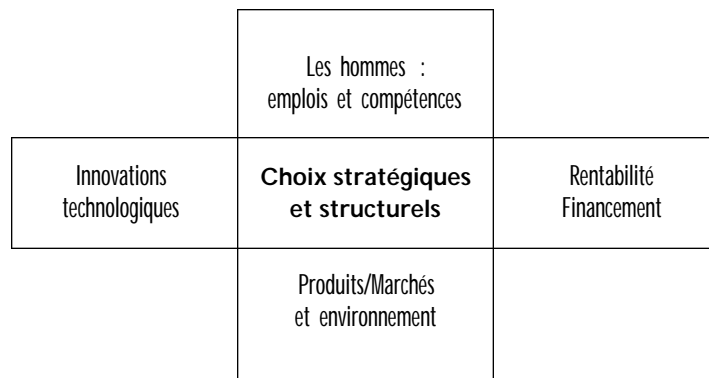 Les hommes :
emplois et compétences
Innovations
technologiques
Choix stratégiques
et structurels
Rentabilité
Financement
Produits/Marchés
et environnement